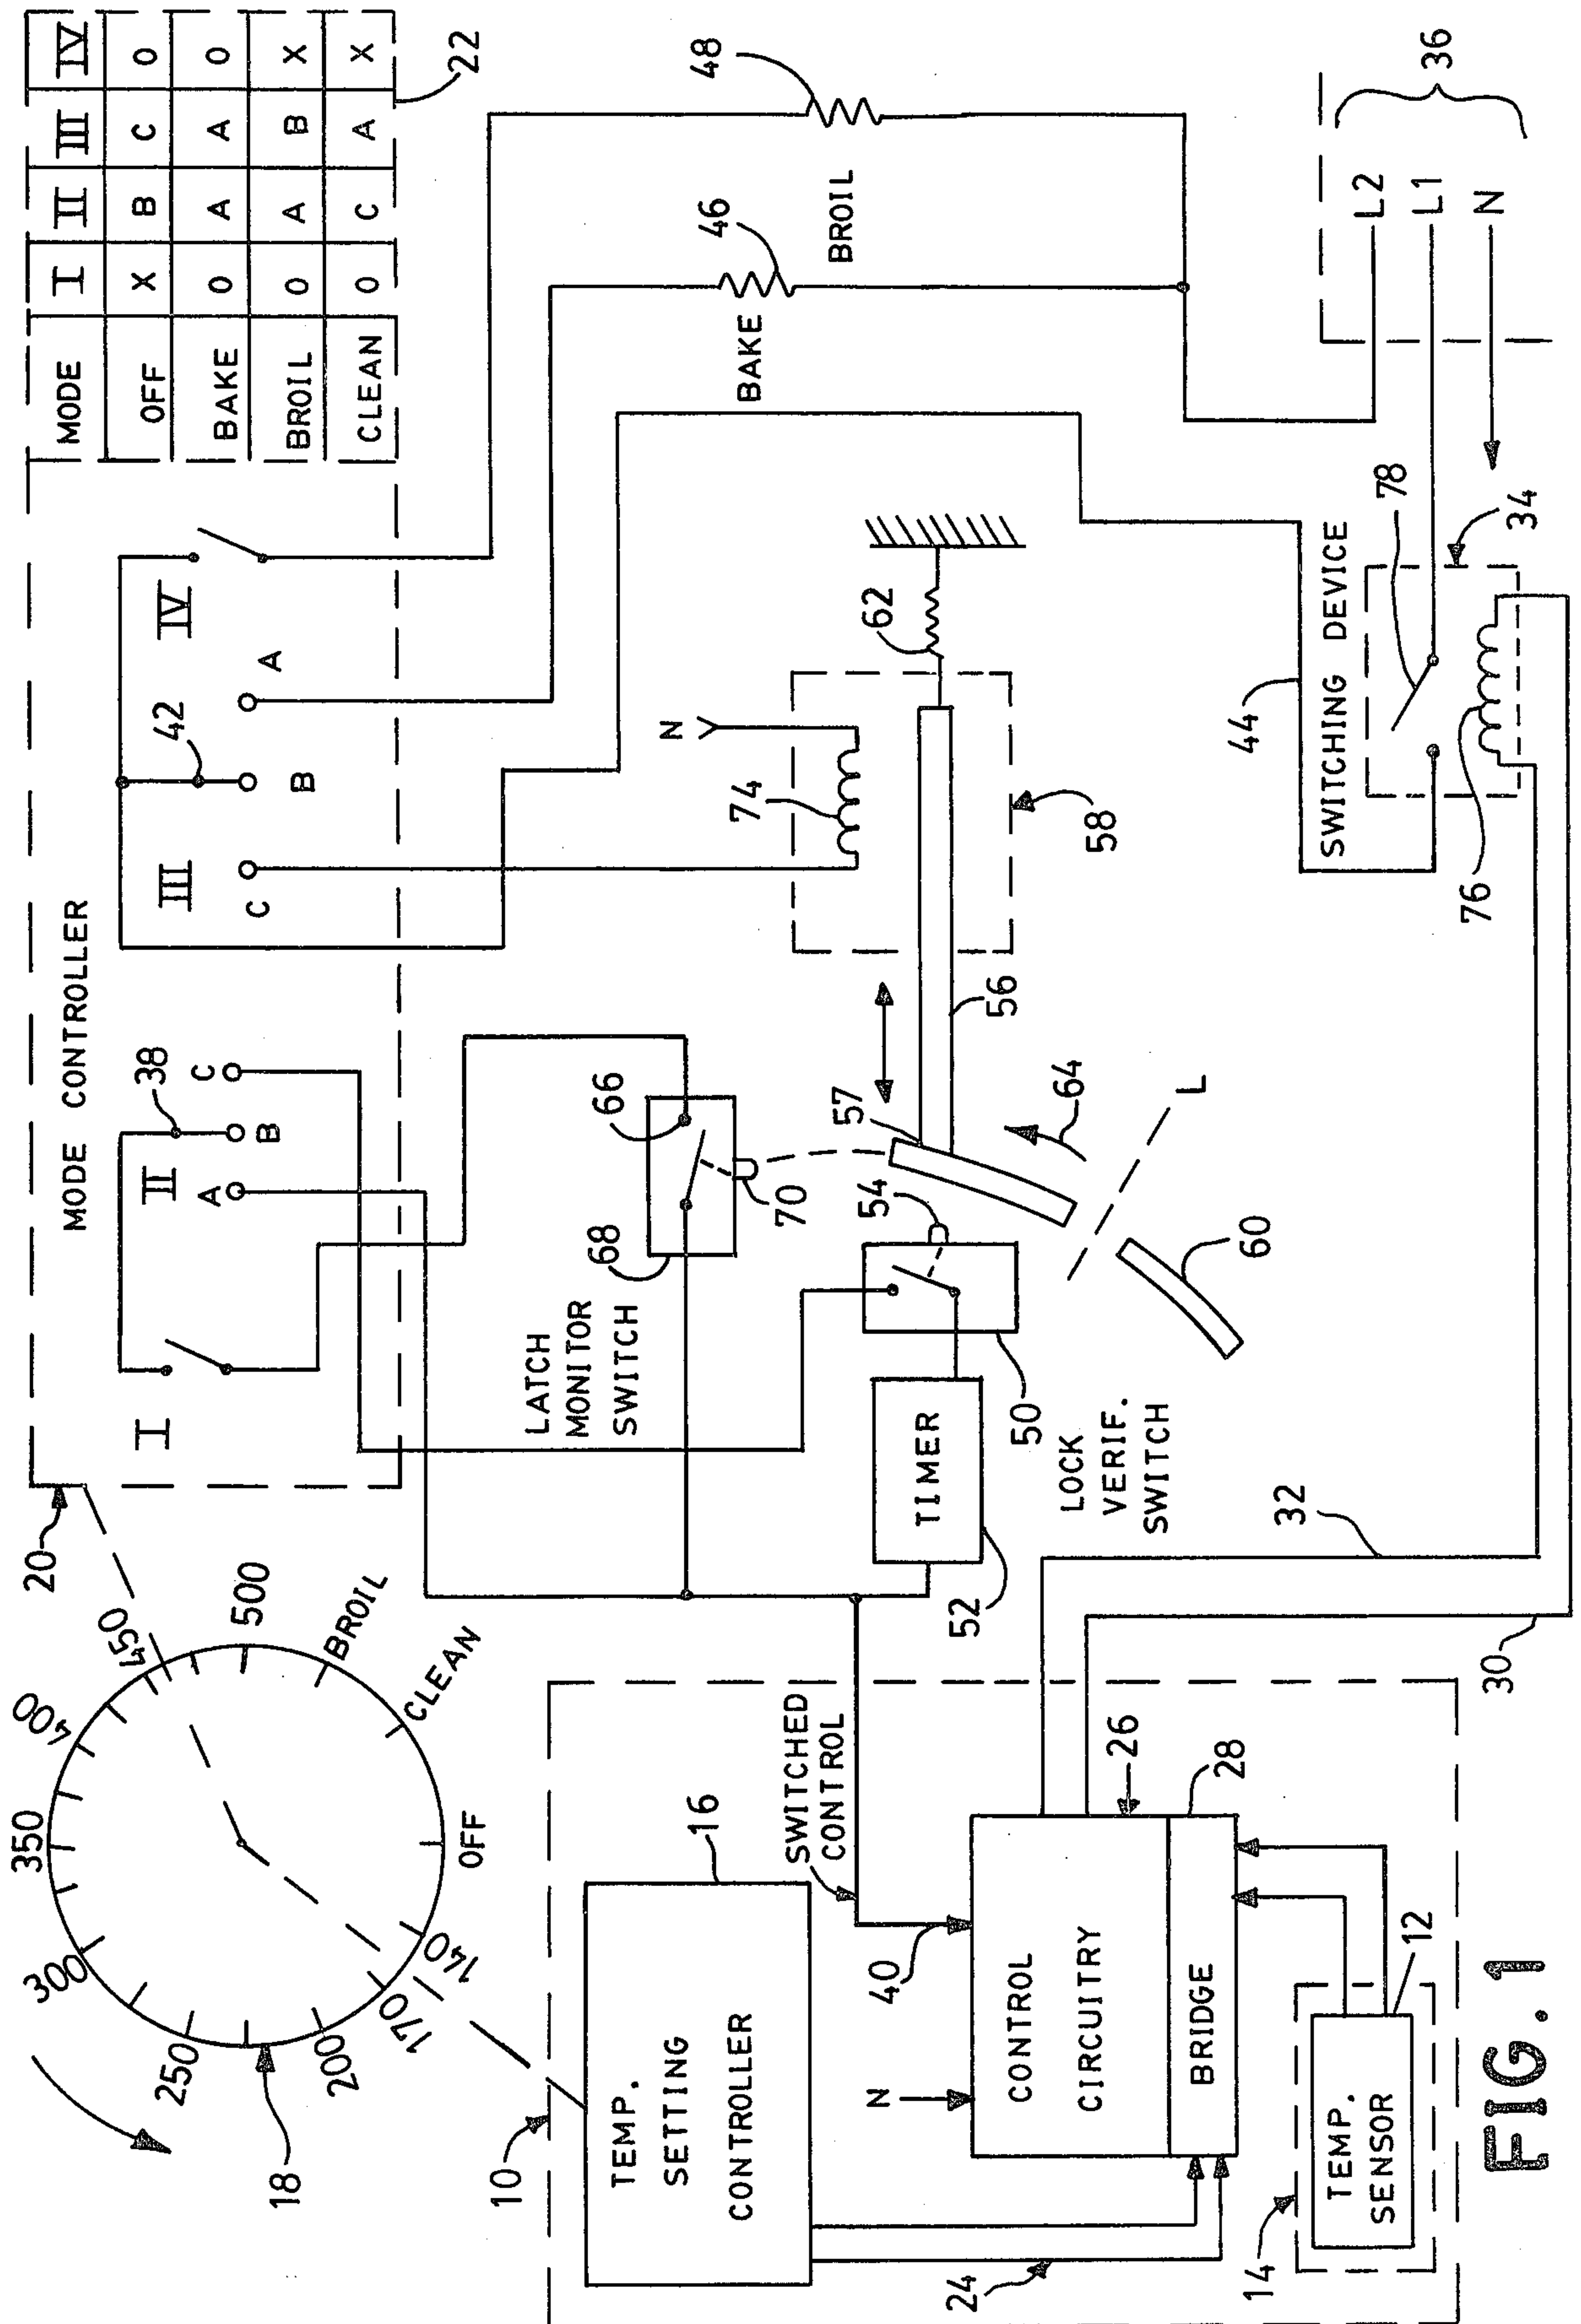 MODE CONTROLLER
20
I
II
A
B
C
38
III
C
B
A
42
IV
MODE I II III IV
OFF X B C O
BAKE O A A O
BROIL O A B X
CLEAN O C A X
22
18
140
170
200
250
300
350
400
450
500
BROIL
CLEAN
OFF
10
TEMP.
SETTING
CONTROLLER
16
24
SWITCHED
CONTROL
40
N
CONTROL
CIRCUITRY
26
BRIDGE
28
14
TEMP.
SENSOR
12
LATCH
MONITOR
SWITCH
68
66
70
TIMER
52
50
54
LOCK
VERIF.
SWITCH
57
56
60
64
L
N
74
58
62
BAKE
46
BROIL
48
44
SWITCHING DEVICE
78
76
34
L2
L1
N
36
32
30
FIG. 1